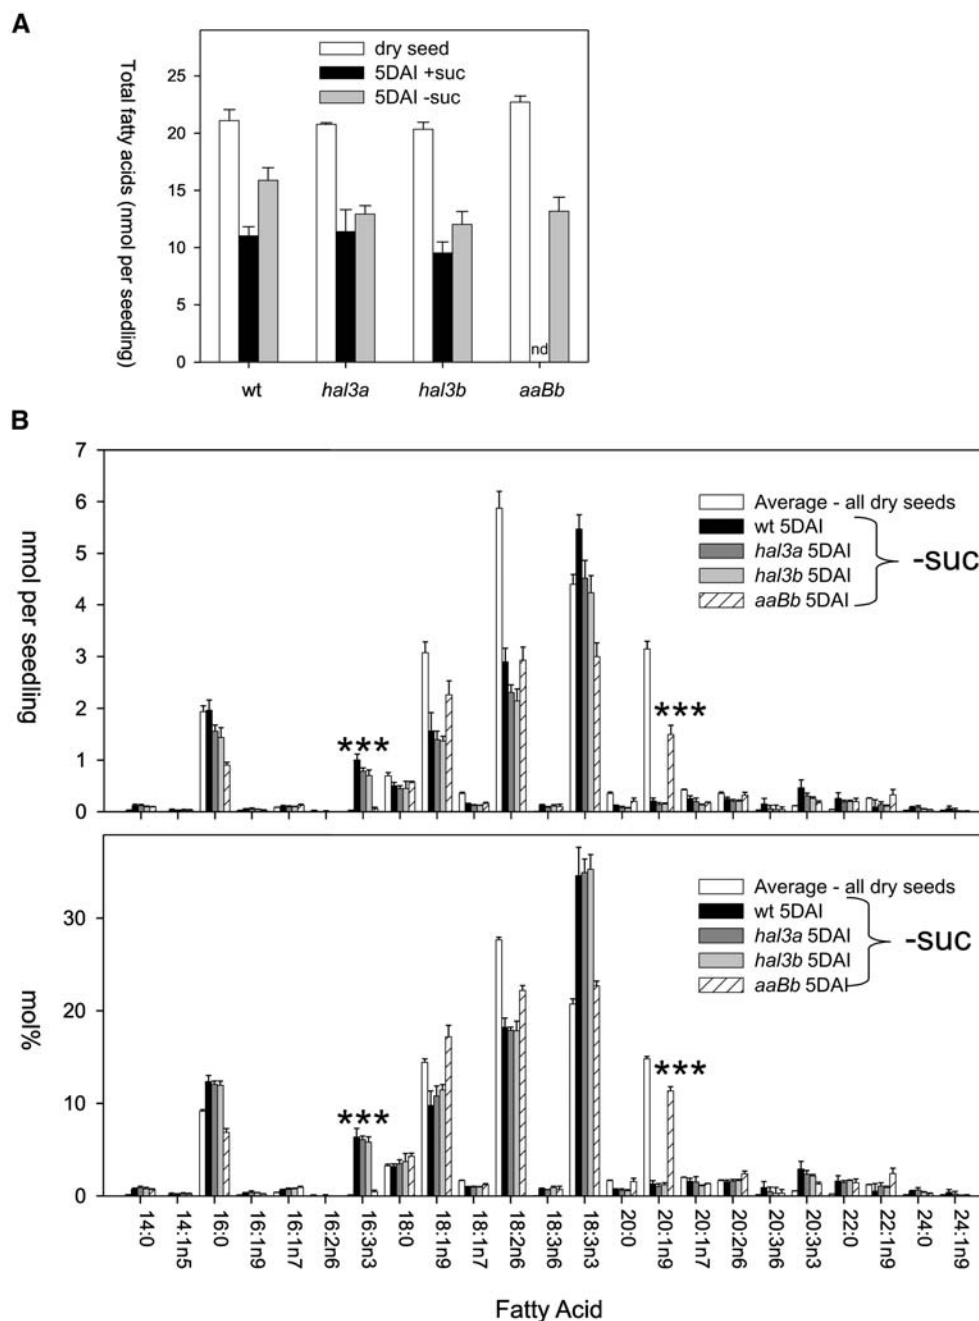 A
Total fatty acids (nmol per seedling)
25
20
15
10
5
0
dry seed
5DAI +suc
5DAI -suc
nd
wt hal3a hal3b aaBb
B
nmol per seedling
7
6
5
4
3
2
1
0
Average - all dry seeds
wt 5DAI
hal3a 5DAI
hal3b 5DAI
aaBb 5DAI
-suc
***
***
mol%
30
20
10
0
Average - all dry seeds
wt 5DAI
hal3a 5DAI
hal3b 5DAI
aaBb 5DAI
-suc
***
***
14:0
14:1n5
16:0
16:1n9
16:1n7
16:2n6
16:3n3
18:0
18:1n9
18:1n7
18:2n6
18:3n6
18:3n3
20:0
20:1n9
20:1n7
20:2n6
20:3n6
20:3n3
22:0
22:1n9
24:0
24:1n9
Fatty Acid